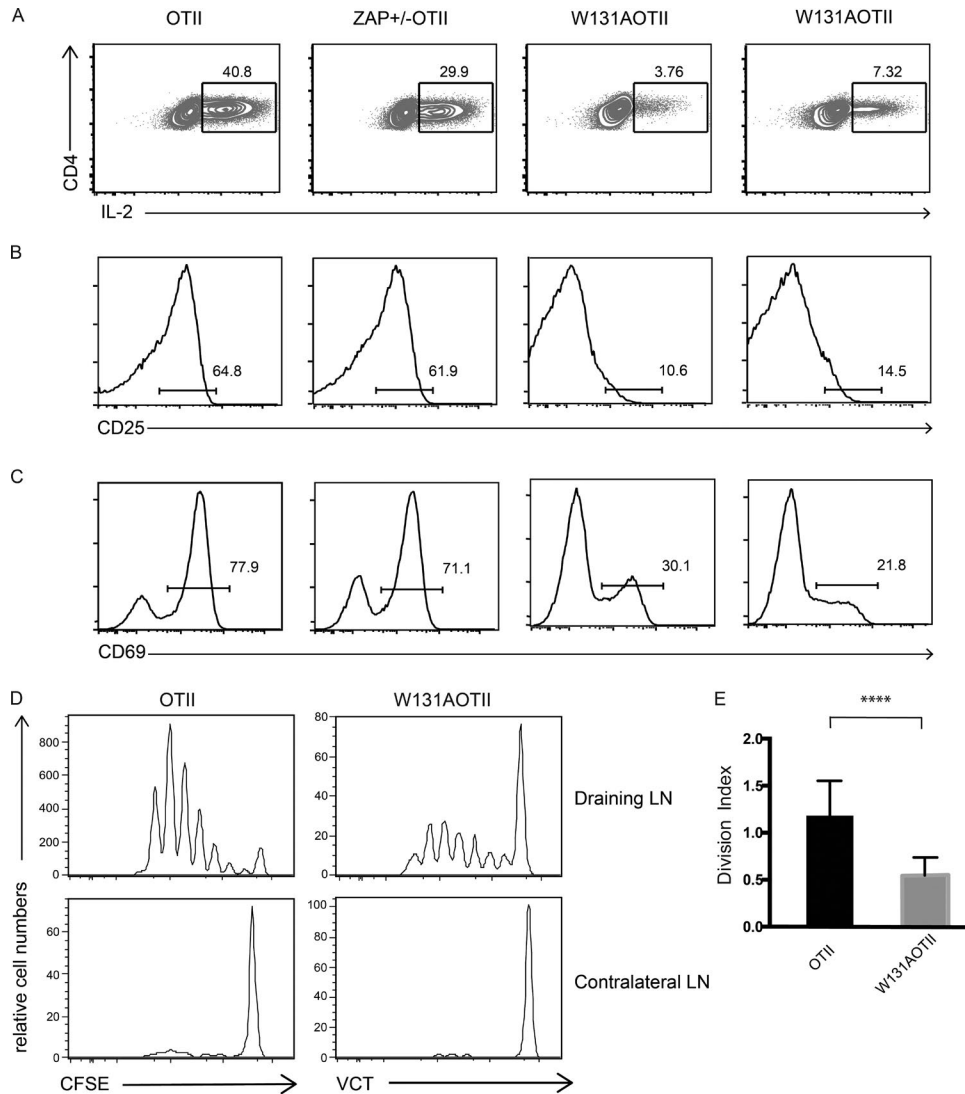 A
OTII
ZAP+/-OTII
W131AOTII
W131AOTII
40.8
29.9
3.76
7.32
CD4
IL-2
B
64.8
61.9
10.6
14.5
CD25
C
77.9
71.1
30.1
21.8
CD69
D
OTII
W131AOTII
800
600
400
200
0
80
60
40
20
0
Draining LN
60
40
20
0
100
80
60
40
20
0
Contralateral LN
relative cell numbers
CFSE
VCT
E
****
2.0
1.5
1.0
0.5
0.0
Division Index
OTII
W131AOTII